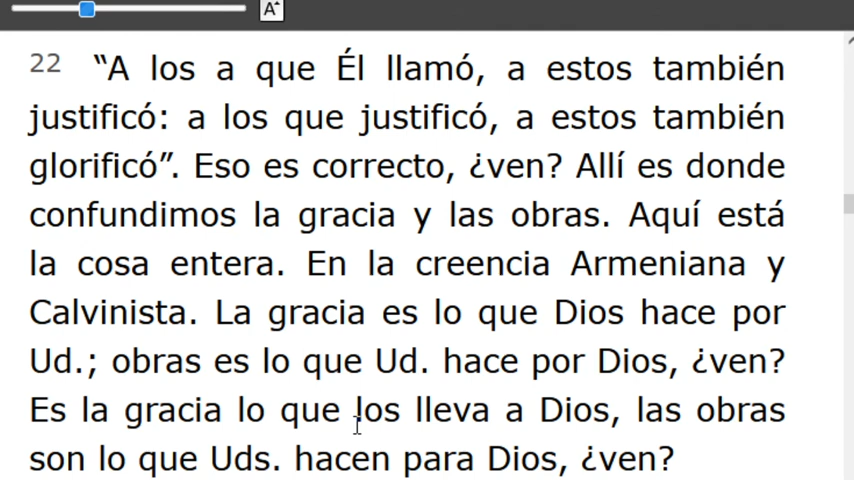 A
22 “A los a que Él llamó, a estos también
justificó: a los que justificó, a estos también
glorificó”. Eso es correcto, ¿ven? Allí es donde
confundimos la gracia y las obras. Aquí está
la cosa entera. En la creencia Armeniana y
Calvinista. La gracia es lo que Dios hace por
Ud.; obras es lo que Ud. hace por Dios, ¿ven?
Es la gracia lo que los lleva a Dios, las obras
son lo que Uds. hacen para Dios, ¿ven?